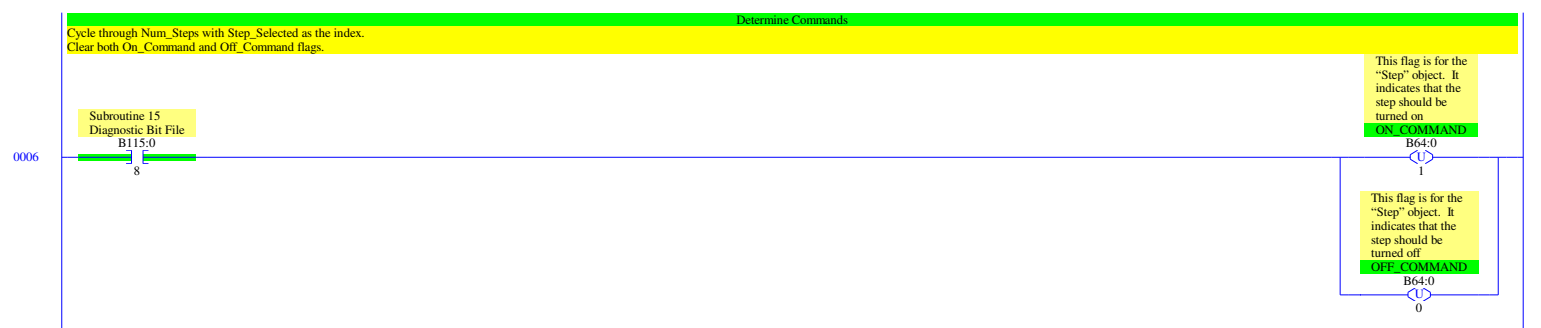 Determine Commands
Cycle through Num_Steps with Step_Selected as the index.
Clear both On_Command and Off_Command flags.
This flag is for the
“Step” object.  It
indicates that the
step should be
turned on
ON_COMMAND
B64:0
U
1
Subroutine 15
Diagnostic Bit File
B115:0
8
0006
This flag is for the
“Step” object.  It
indicates that the
step should be
turned off
OFF_COMMAND
B64:0
U
0